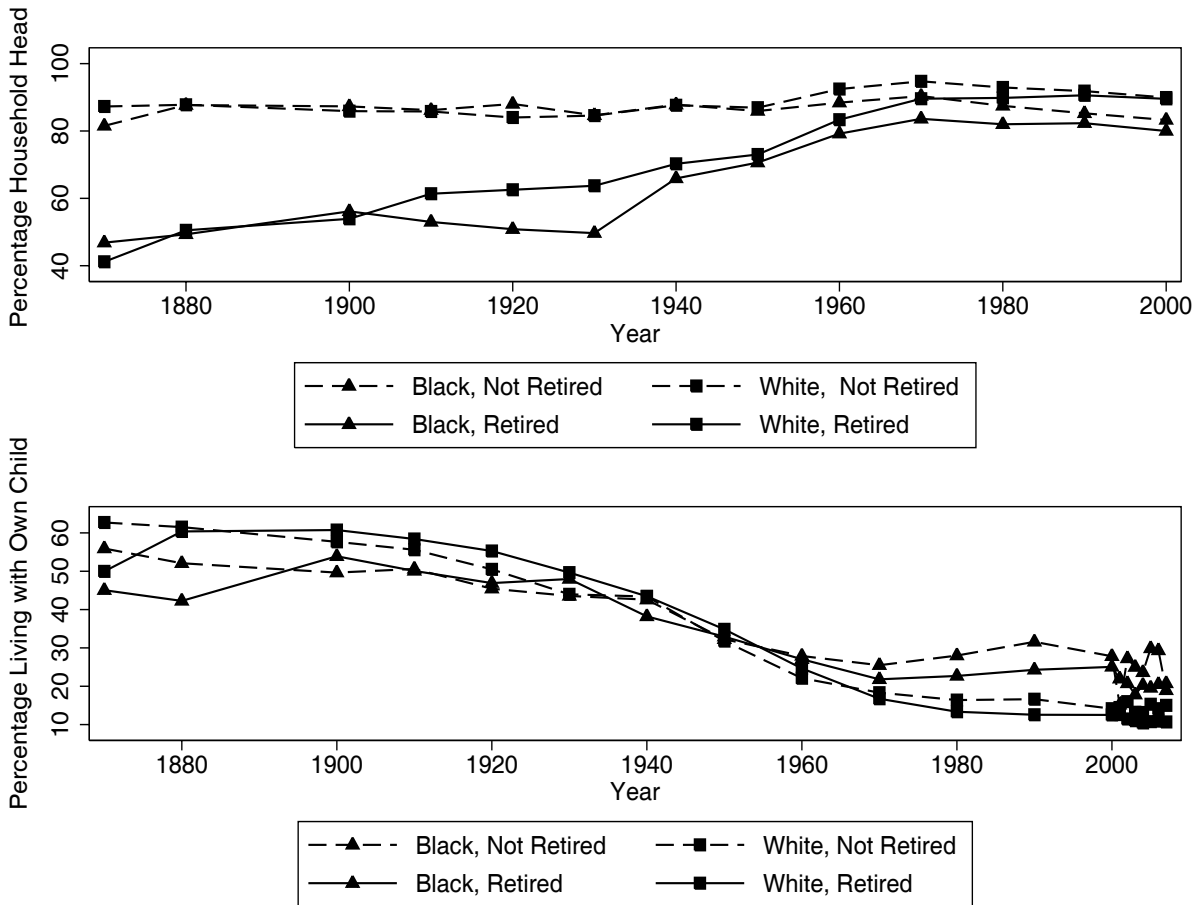 Percentage Household Head
100
80
60
40
1880 1900 1920 1940 1960 1980 2000
Year
Black, Not Retired White, Not Retired
Black, Retired White, Retired
Percentage Living with Own Child
60
50
40
30
20
10
1880 1900 1920 1940 1960 1980 2000
Year
Black, Not Retired White, Not Retired
Black, Retired White, Retired